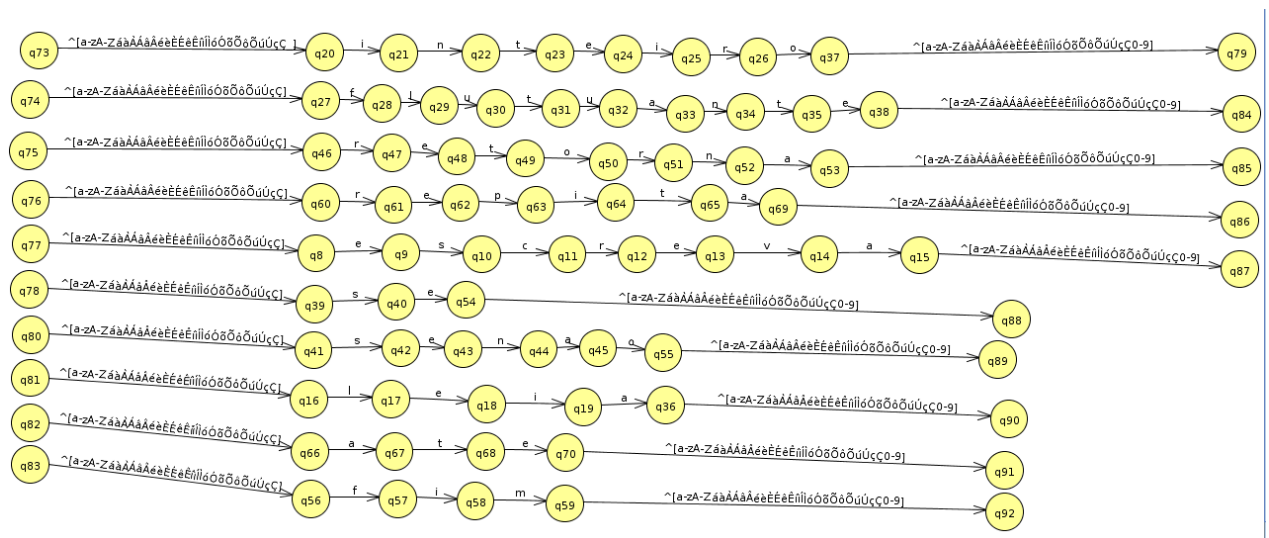 q73 ^[a-zA-ZáàÀÁâÂéèÈÉêÊíìÍÌóÓõÕôÔúÚçÇ ] q20 i q21 n q22 t q23 e q24 i q25 r q26 o q37 ^[a-zA-ZáàÀÁâÂéèÈÉêÊíìÍÌóÓõÕôÔúÚçÇ0-9] q79
q74 ^[a-zA-ZáàÀÁâÂéèÈÉêÊíìÍÌóÓõÕôÔúÚçÇ] q27 f q28 l q29 u q30 t q31 u q32 a q33 n q34 t q35 e q38 ^[a-zA-ZáàÀÁâÂéèÈÉêÊíìÍÌóÓõÕôÔúÚçÇ0-9] q84
q75 ^[a-zA-ZáàÀÁâÂéèÈÉêÊíìÍÌóÓõÕôÔúÚçÇ] q46 r q47 e q48 t q49 o q50 r q51 n q52 a q53 ^[a-zA-ZáàÀÁâÂéèÈÉêÊíìÍÌóÓõÕôÔúÚçÇ0-9] q85
q76 ^[a-zA-ZáàÀÁâÂéèÈÉêÊíìÍÌóÓõÕôÔúÚçÇ] q60 r q61 e q62 p q63 i q64 t q65 a q69 ^[a-zA-ZáàÀÁâÂéèÈÉêÊíìÍÌóÓõÕôÔúÚçÇ0-9] q86
q77 ^[a-zA-ZáàÀÁâÂéèÈÉêÊíìÍÌóÓõÕôÔúÚçÇ] q8 e q9 s q10 c q11 r q12 e q13 v q14 a q15 ^[a-zA-ZáàÀÁâÂéèÈÉêÊíìÍÌóÓõÕôÔúÚçÇ0-9] q87
q78 ^[a-zA-ZáàÀÁâÂéèÈÉêÊíìÍÌóÓõÕôÔúÚçÇ] q39 s q40 e q54 ^[a-zA-ZáàÀÁâÂéèÈÉêÊíìÍÌóÓõÕôÔúÚçÇ0-9] q88
q80 ^[a-zA-ZáàÀÁâÂéèÈÉêÊíìÍÌóÓõÕôÔúÚçÇ] q41 s q42 e q43 n q44 a q45 o q55 ^[a-zA-ZáàÀÁâÂéèÈÉêÊíìÍÌóÓõÕôÔúÚçÇ0-9] q89
q81 ^[a-zA-ZáàÀÁâÂéèÈÉêÊíìÍÌóÓõÕôÔúÚçÇ] q16 l q17 e q18 i q19 a q36 ^[a-zA-ZáàÀÁâÂéèÈÉêÊíìÍÌóÓõÕôÔúÚçÇ0-9] q90
q82 ^[a-zA-ZáàÀÁâÂéèÈÉêÊíìÍÌóÓõÕôÔúÚçÇ] q66 a q67 t q68 e q70 ^[a-zA-ZáàÀÁâÂéèÈÉêÊíìÍÌóÓõÕôÔúÚçÇ0-9] q91
q83 ^[a-zA-ZáàÀÁâÂéèÈÉêÊíìÍÌóÓõÕôÔúÚçÇ] q56 f q57 i q58 m q59 ^[a-zA-ZáàÀÁâÂéèÈÉêÊíìÍÌóÓõÕôÔúÚçÇ0-9] q92